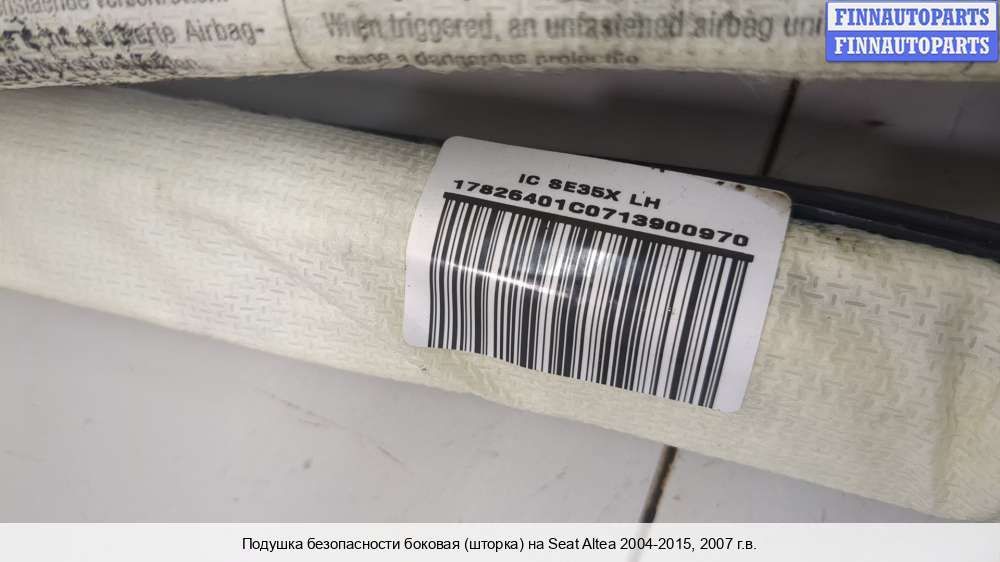 Airbag-
When triggered, an unfastened airbag
FINNAUTOPARTS
FINNAUTOPARTS
IC SE35X LH
17826401C0713900970
Подушка безопасности боковая (шторка) на Seat Altea 2004-2015, 2007 г.в.